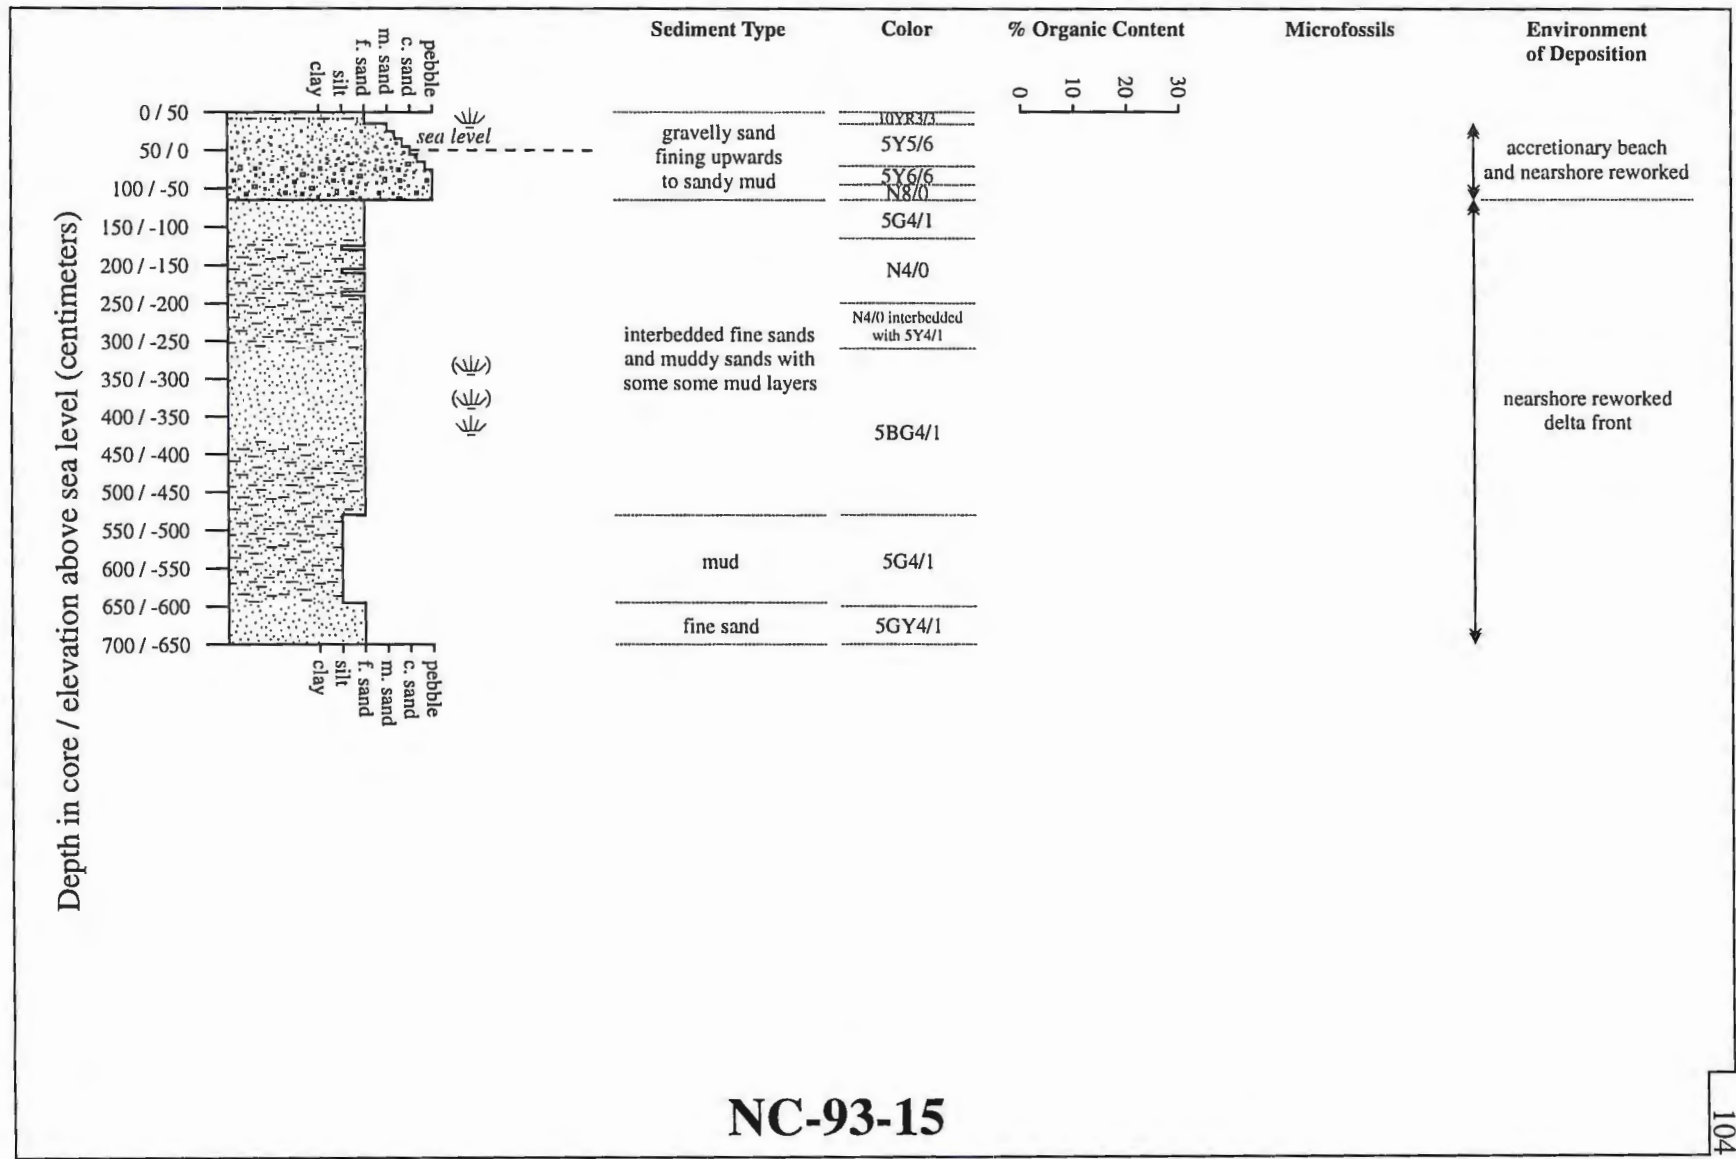 Sediment Type
Color
% Organic Content
Microfossils
Environment
of Deposition
clay
silt
f. sand
m. sand
c. sand
pebble
0
10
20
30
Depth in core / elevation above sea level (centimeters)
0 / 50
50 / 0
100 / -50
150 / -100
200 / -150
250 / -200
300 / -250
350 / -300
400 / -350
450 / -400
500 / -450
550 / -500
600 / -550
650 / -600
700 / -650
sea level
gravelly sand
fining upwards
to sandy mud
interbedded fine sands
and muddy sands with
some some mud layers
mud
fine sand
10YR3/3
5Y5/6
5Y6/6
N8/0
5G4/1
N4/0
N4/0 interbedded
with 5Y4/1
5BG4/1
5G4/1
5GY4/1
accretionary beach
and nearshore reworked
nearshore reworked
delta front
clay
silt
f. sand
m. sand
c. sand
pebble
NC-93-15
104